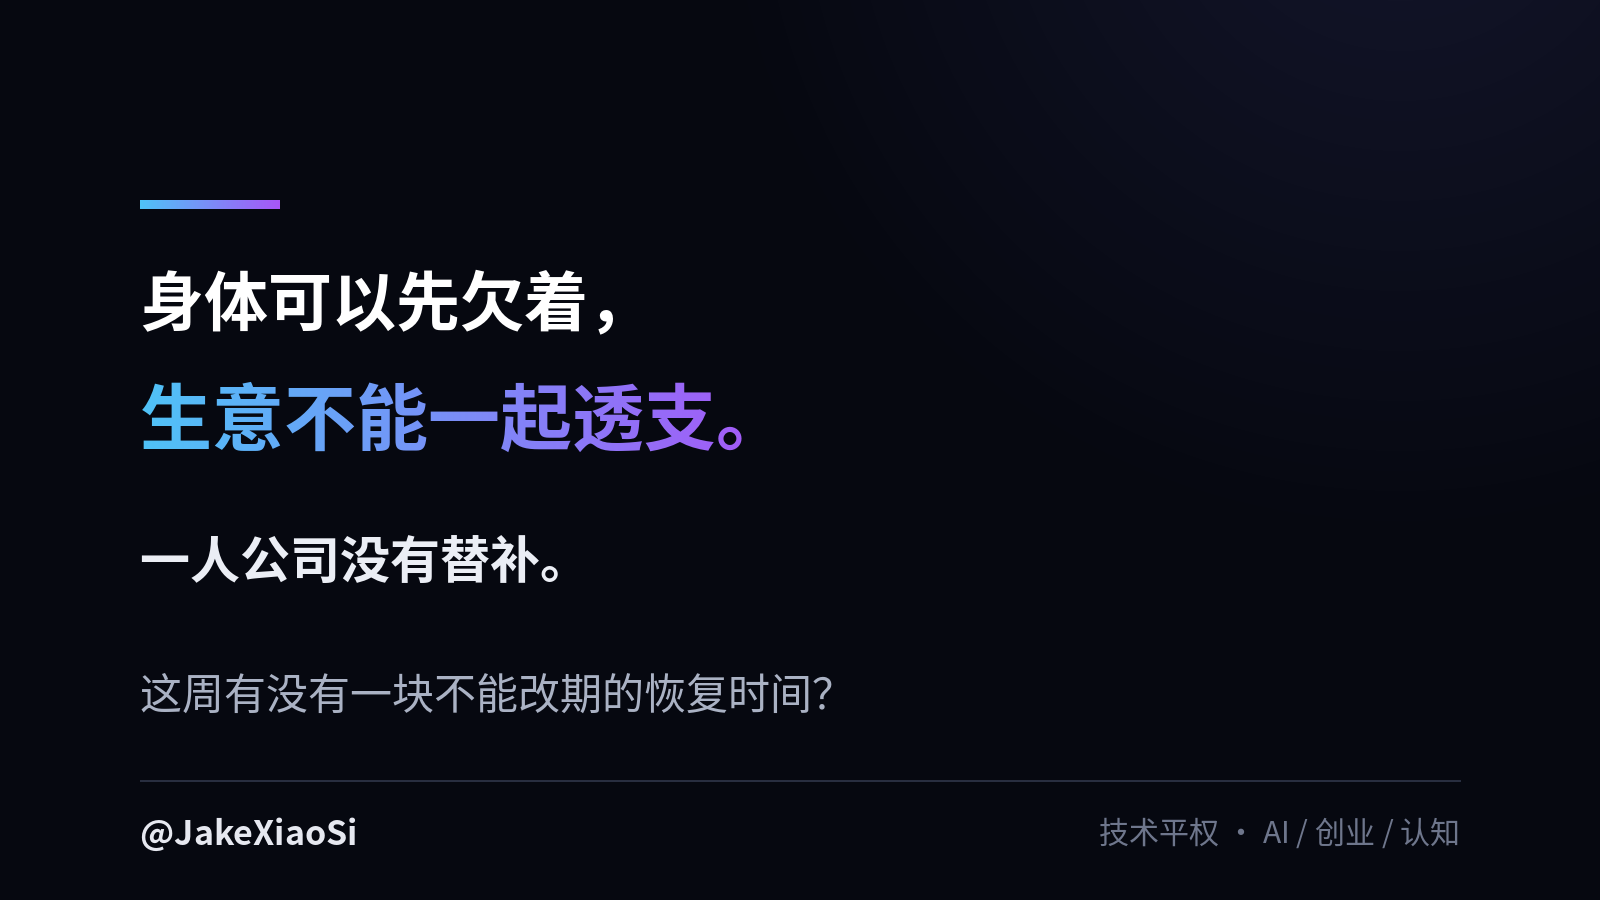 身体可以先欠着，
生意不能一起透支。
一人公司没有替补。
这周有没有一块不能改期的恢复时间？
@JakeXiaoSi
技术平权 · AI / 创业 / 认知